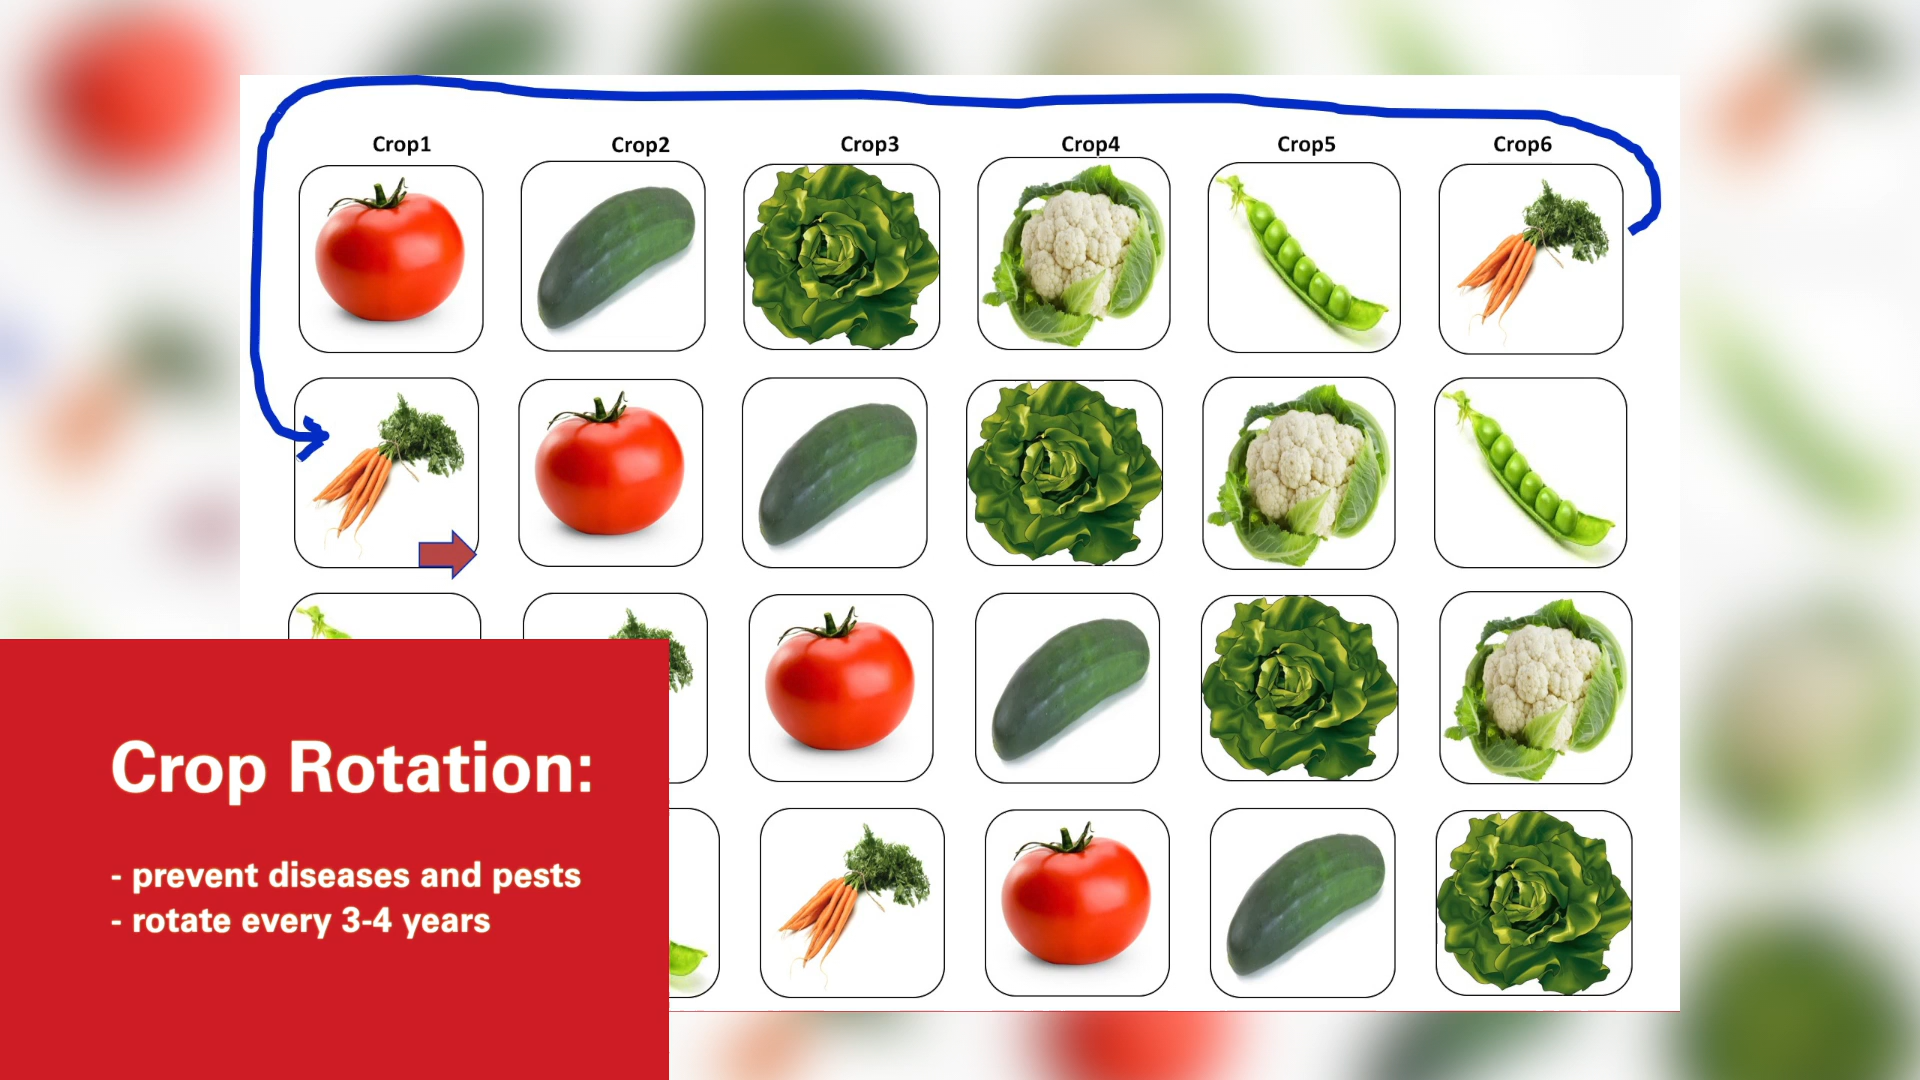 Crop1 Crop2 Crop3 Crop4 Crop5 Crop6
Crop Rotation:
- prevent diseases and pests
- rotate every 3-4 years